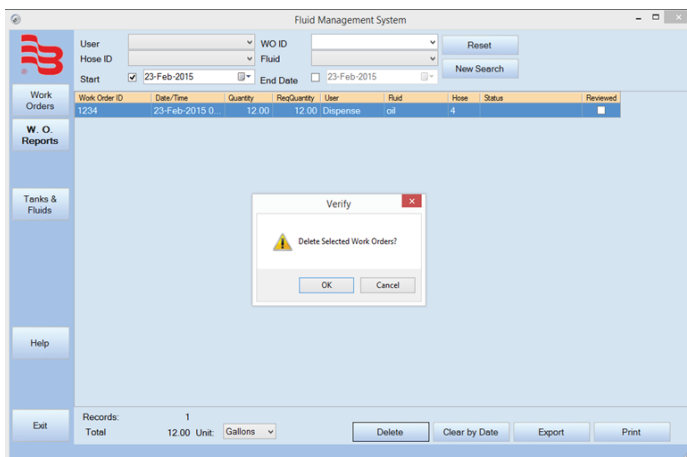 Fluid Management System
User
WO ID
Reset
Hose ID
Fluid
New Search
Start 23-Feb-2015 End Date 23-Feb-2015
Work Orders
W. O. Reports
Tanks & Fluids
Help
Exit
Work Order ID Date/Time Quantity ReqQuantity User Fluid Hose Status Reviewed
1234 23-Feb-2015 0... 12.00 12.00 Dispense oil 4
Verify
Delete Selected Work Orders?
OK Cancel
Records: 1
Total 12.00 Unit: Gallons
Delete Clear by Date Export Print